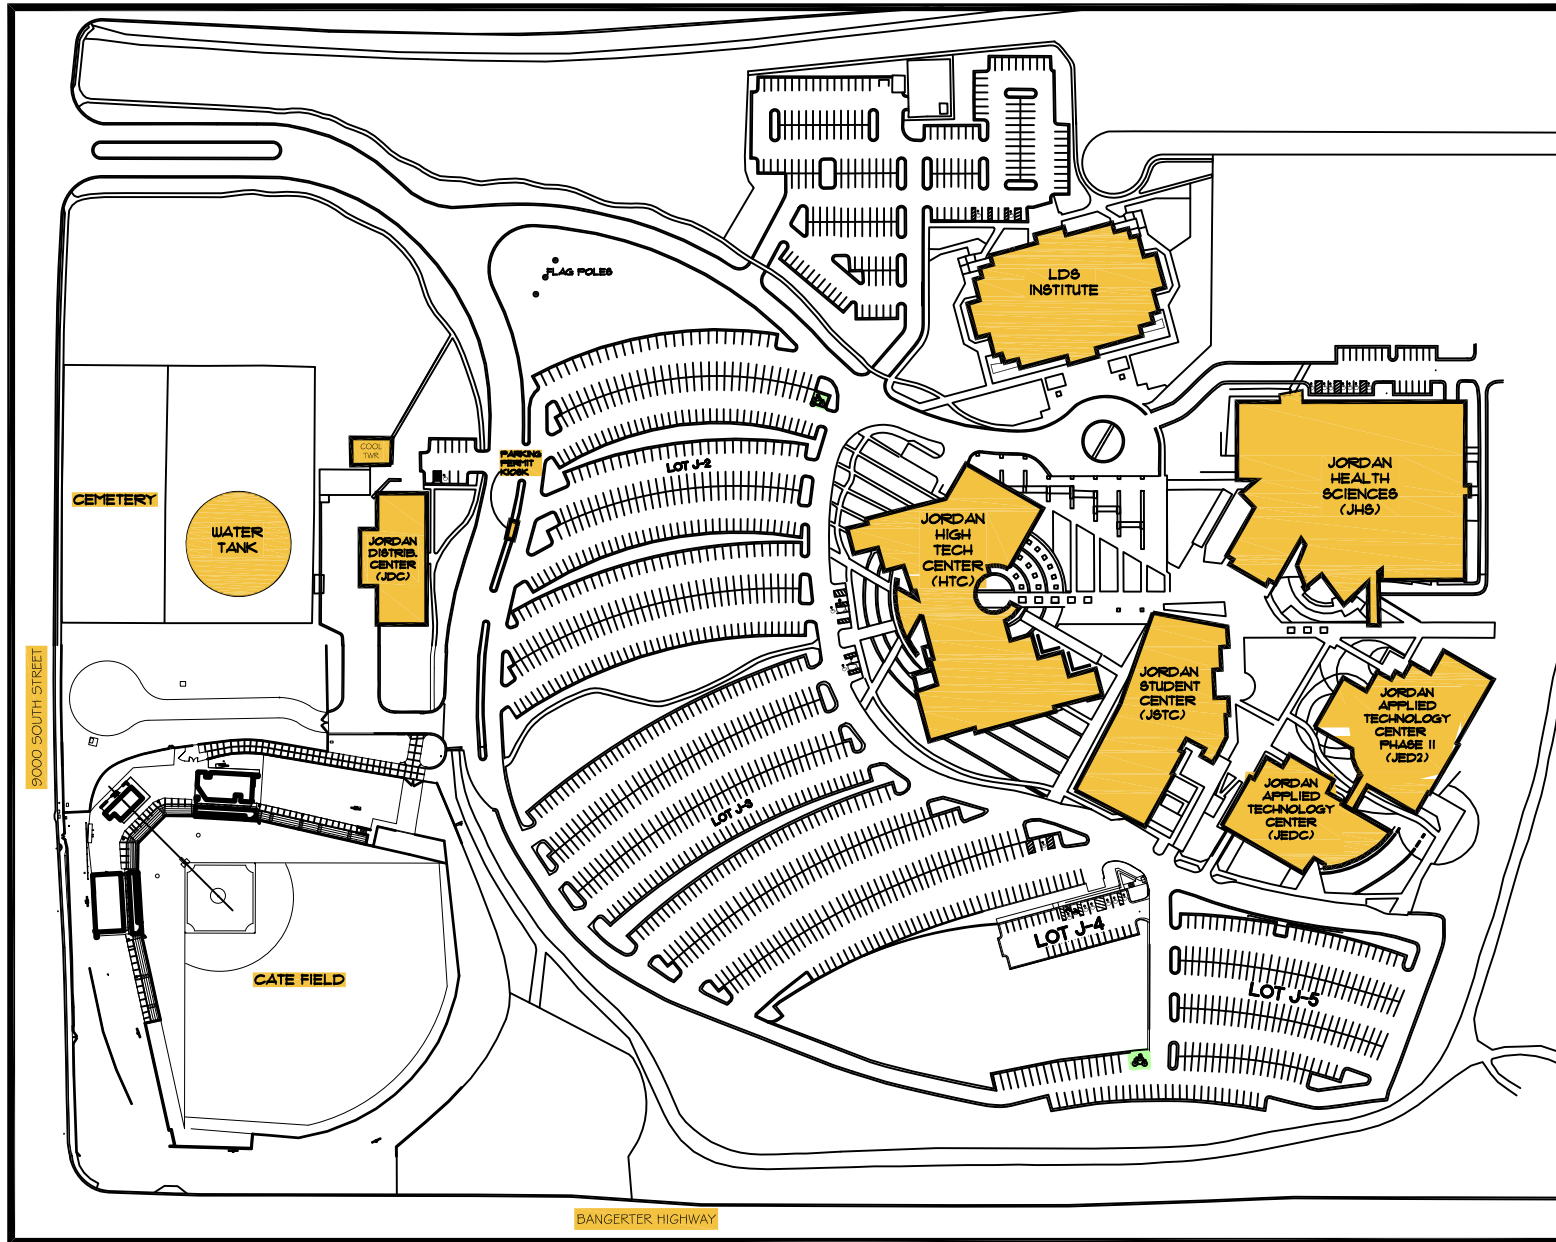 FLAG POLES
LDS
INSTITUTE
COOL
TWR
PARKING
PERMIT
KIOSK
LOT J-2
CEMETERY
WATER
TANK
JORDAN
DISTRIB.
CENTER
(JDC)
JORDAN
HIGH
TECH
CENTER
(HTC)
JORDAN
HEALTH
SCIENCES
(JHS)
JORDAN
STUDENT
CENTER
(JSTC)
JORDAN
APPLIED
TECHNOLOGY
CENTER
PHASE II
(JED2)
JORDAN
APPLIED
TECHNOLOGY
CENTER
(JEDC)
9000 SOUTH STREET
LOT J-3
LOT J-4
LOT J-5
CATE FIELD
BANGERTER HIGHWAY